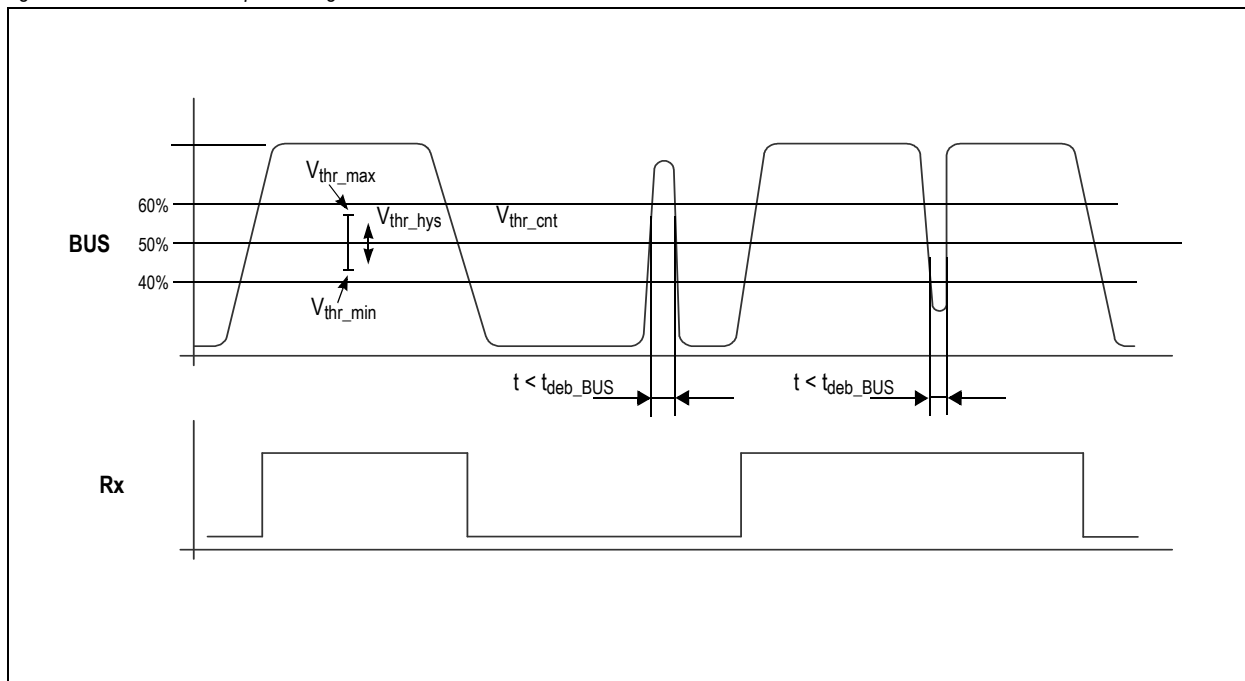 Vthr_max
60%
Vthr_hys
Vthr_cnt
BUS
50%
40%
Vthr_min
t < tdeb_BUS
t < tdeb_BUS
Rx